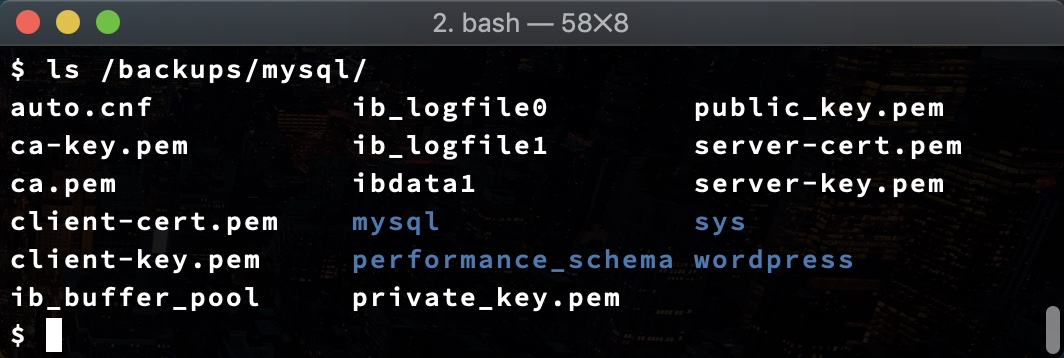 2. bash — 58×8
$ ls /backups/mysql/
auto.cnf ib_logfile0 public_key.pem
ca-key.pem ib_logfile1 server-cert.pem
ca.pem ibdata1 server-key.pem
client-cert.pem mysql sys
client-key.pem performance_schema wordpress
ib_buffer_pool private_key.pem
$